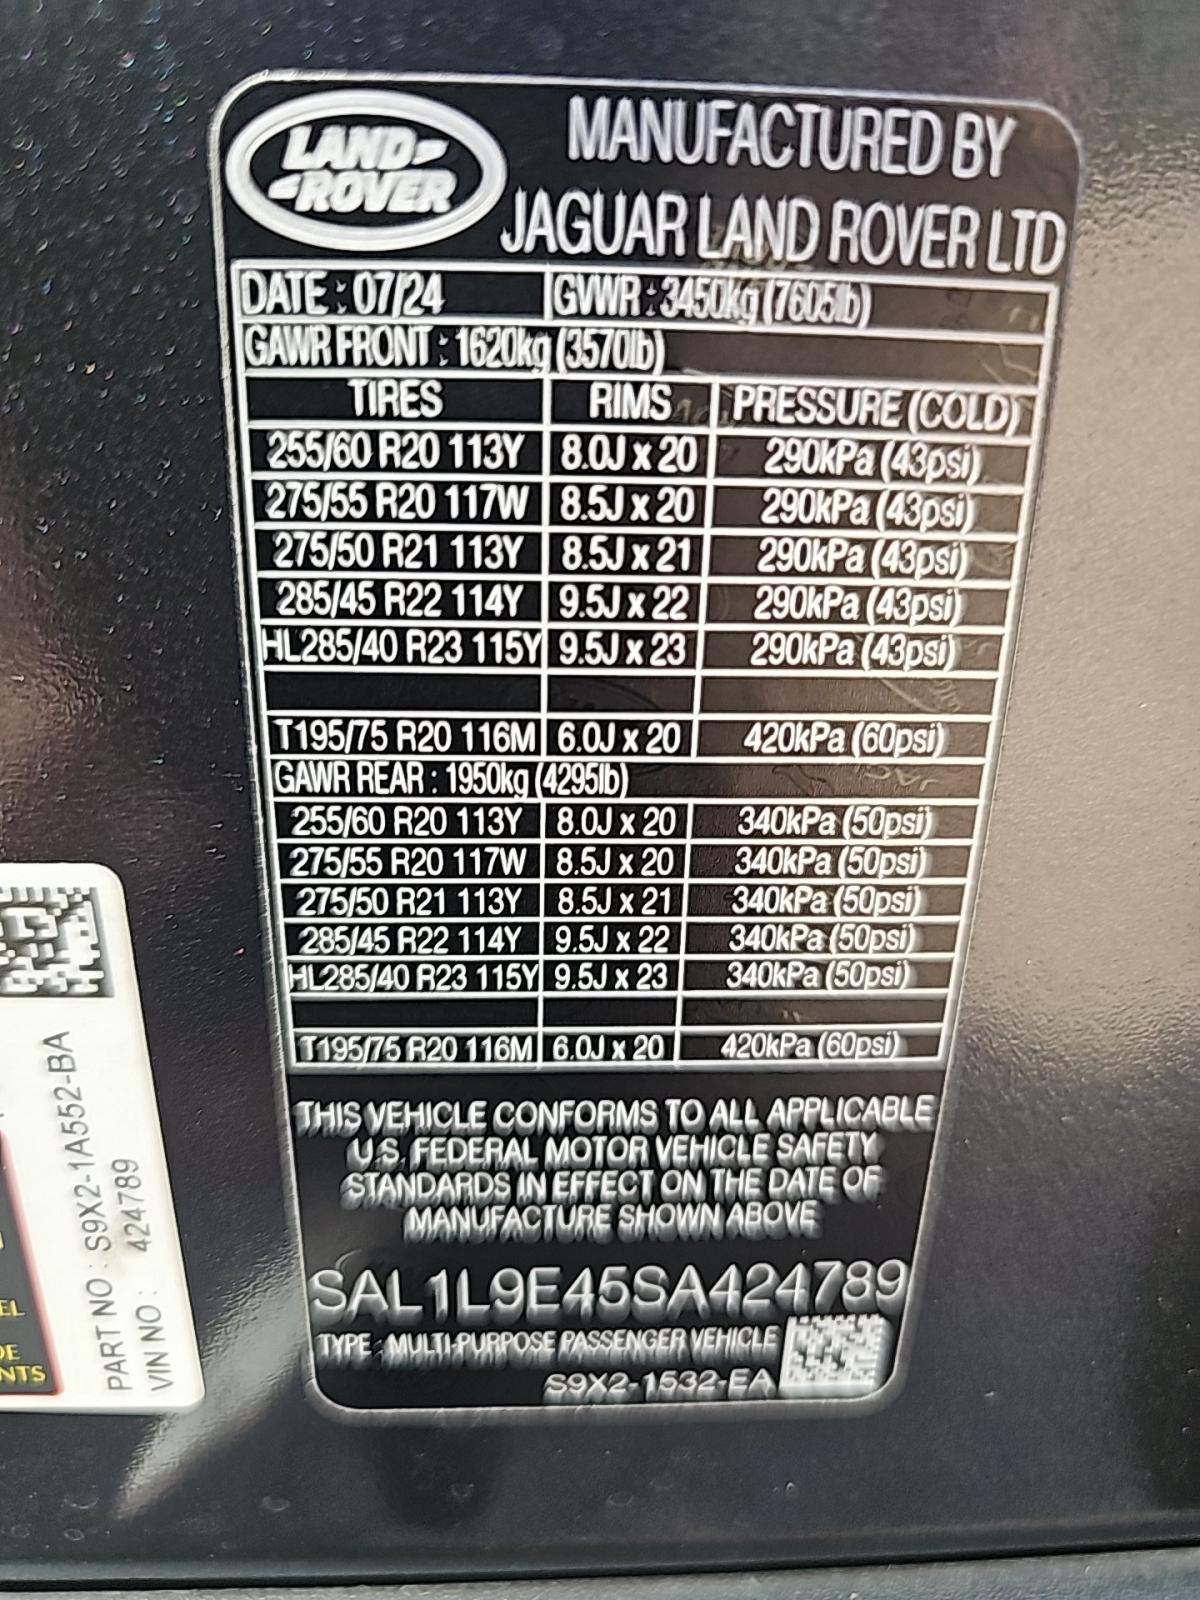 LAND-
-ROVER
MANUFACTURED BY
JAGUAR LAND ROVER LTD
DATE : 07/24 GVWR : 3450kg (7605lb)
GAWR FRONT : 1620kg (3570lb)
TIRES RIMS PRESSURE (COLD)
255/60 R20 113Y 8.0J x 20 290kPa (43psi)
275/55 R20 117W 8.5J x 20 290kPa (43psi)
275/50 R21 113Y 8.5J x 21 290kPa (43psi)
285/45 R22 114Y 9.5J x 22 290kPa (43psi)
HL285/40 R23 115Y 9.5J x 23 290kPa (43psi)
T195/75 R20 116M 6.0J x 20 420kPa (60psi)
GAWR REAR : 1950kg (4295lb)
255/60 R20 113Y 8.0J x 20 340kPa (50psi)
275/55 R20 117W 8.5J x 20 340kPa (50psi)
275/50 R21 113Y 8.5J x 21 340kPa (50psi)
285/45 R22 114Y 9.5J x 22 340kPa (50psi)
HL285/40 R23 115Y 9.5J x 23 340kPa (50psi)
T195/75 R20 116M 6.0J x 20 420kPa (60psi)
THIS VEHICLE CONFORMS TO ALL APPLICABLE
U.S. FEDERAL MOTOR VEHICLE SAFETY
STANDARDS IN EFFECT ON THE DATE OF
MANUFACTURE SHOWN ABOVE
SAL1L9E45SA424789
TYPE : MULTI-PURPOSE PASSENGER VEHICLE
S9X2-1532-EA
PART NO : S9X2-1A552-BA
VIN NO : 424789